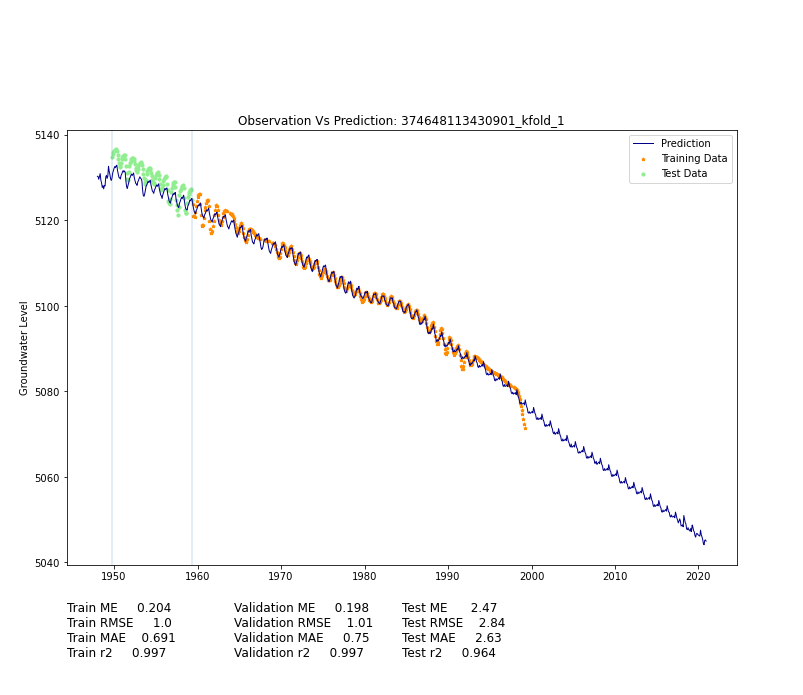 Observation Vs Prediction: 374648113430901_kfold_1
5140
5120
5100
5080
5060
5040
Groundwater Level
Prediction
Training Data
Test Data
1950 1960 1970 1980 1990 2000 2010 2020
Train ME 0.204 Validation ME 0.198 Test ME 2.47
Train RMSE 1.0 Validation RMSE 1.01 Test RMSE 2.84
Train MAE 0.691 Validation MAE 0.75 Test MAE 2.63
Train r2 0.997 Validation r2 0.997 Test r2 0.964